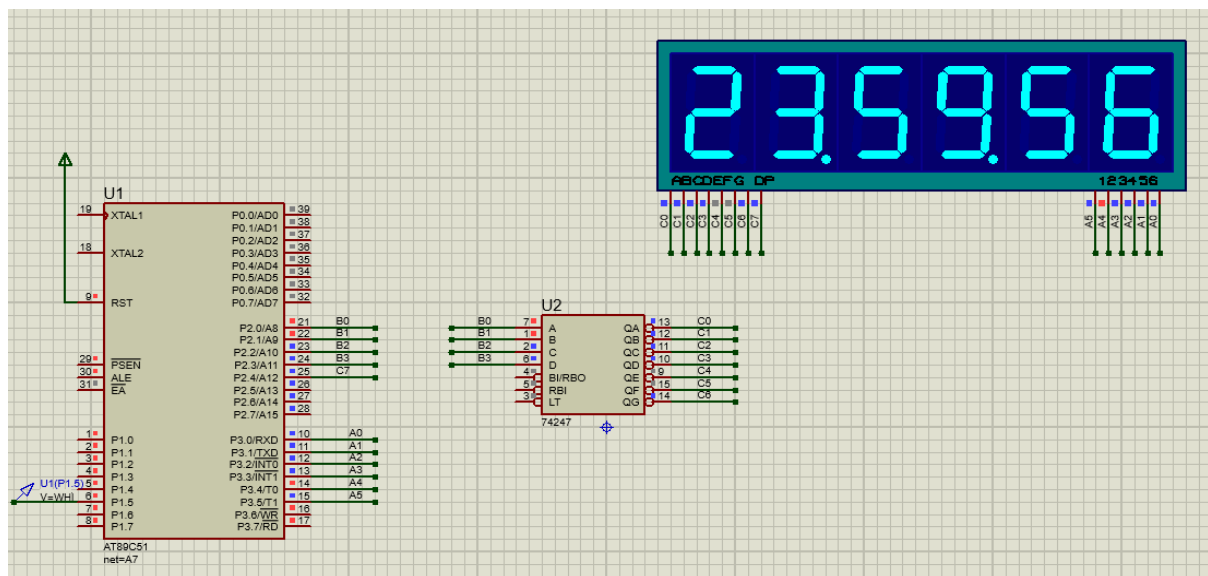 23.59.56
ABCDEFG DP
123456
C0
C1
C2
C3
C4
C5
C6
C7
A5
A4
A3
A2
A1
A0
U1
19
XTAL1
18
XTAL2
9
RST
29
PSEN
30
ALE
31
EA
1
P1.0
2
P1.1
3
P1.2
4
P1.3
5
P1.4
6
P1.5
7
P1.6
8
P1.7
P0.0/AD0
39
P0.1/AD1
38
P0.2/AD2
37
P0.3/AD3
36
P0.4/AD4
35
P0.5/AD5
34
P0.6/AD6
33
P0.7/AD7
32
P2.0/A8
21
B0
P2.1/A9
22
B1
P2.2/A10
23
B2
P2.3/A11
24
B3
P2.4/A12
25
C7
P2.5/A13
26
P2.6/A14
27
P2.7/A15
28
P3.0/RXD
10
A0
P3.1/TXD
11
A1
P3.2/INT0
12
A2
P3.3/INT1
13
A3
P3.4/T0
14
A4
P3.5/T1
15
A5
P3.6/WR
16
P3.7/RD
17
U1(P1.5)
V=WHI
AT89C51
net=A7
U2
B0
7
A
B1
1
B
B2
2
C
B3
6
D
4
BI/RBO
5
RBI
3
LT
QA
13
C0
QB
12
C1
QC
11
C2
QD
10
C3
QE
9
C4
QF
15
C5
QG
14
C6
74247